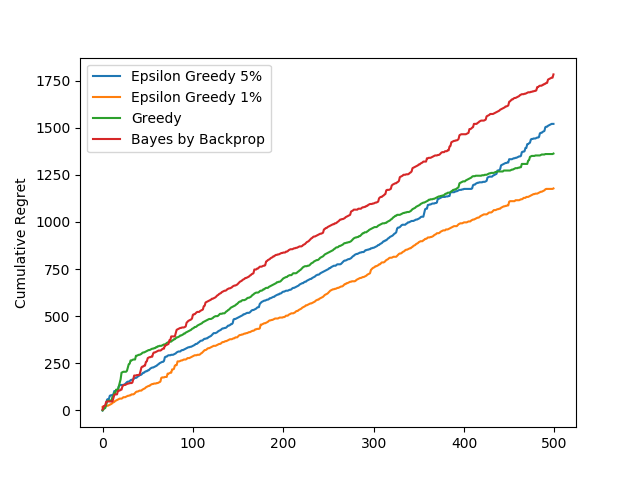 Epsilon Greedy 5%
Epsilon Greedy 1%
Greedy
Bayes by Backprop
Cumulative Regret
1750
1500
1250
1000
750
500
250
0
0 100 200 300 400 500